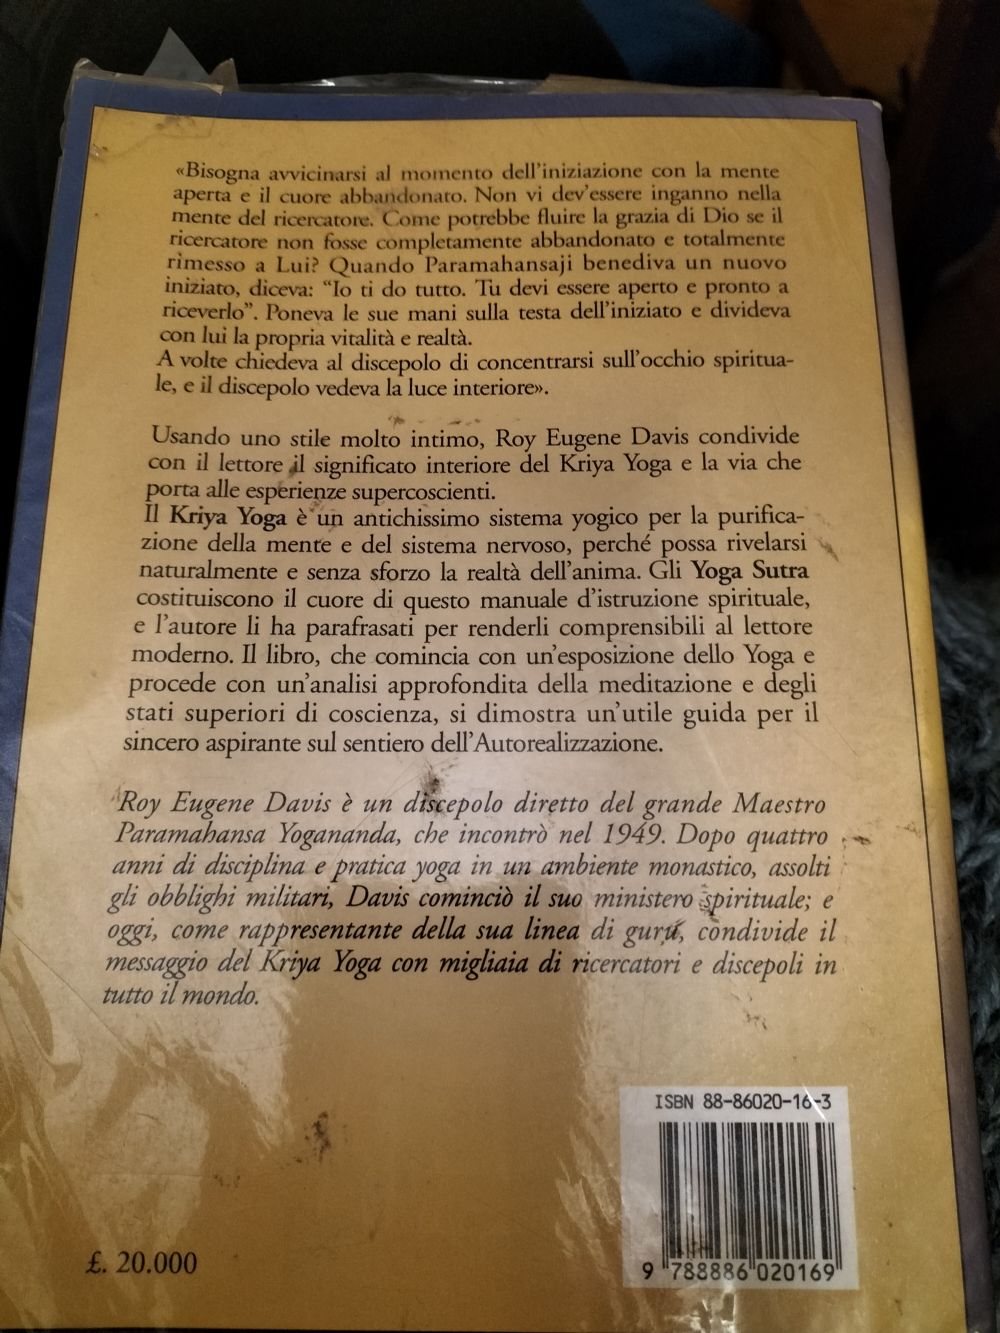 «Bisogna avvicinarsi al momento dell'iniziazione con la mente
aperta e il cuore abbandonato. Non vi dev'essere inganno nella
mente del ricercatore. Come potrebbe fluire la grazia di Dio se il
ricercatore non fosse completamente abbandonato e totalmente
rimesso a Lui? Quando Paramahansaji benediva un nuovo
iniziato, diceva: "Io ti do tutto. Tu devi essere aperto e pronto a
riceverlo". Poneva le sue mani sulla testa dell'iniziato e divideva
con lui la propria vitalità e realtà.
A volte chiedeva al discepolo di concentrarsi sull'occhio spiritua-
le, e il discepolo vedeva la luce interiore».
Usando uno stile molto intimo, Roy Eugene Davis condivide
con il lettore il significato interiore del Kriya Yoga e la via che
porta alle esperienze supercoscienti.
Il Kriya Yoga è un antichissimo sistema yogico per la purifica-
zione della mente e del sistema nervoso, perché possa rivelarsi
naturalmente e senza sforzo la realtà dell'anima. Gli Yoga Sutra
costituiscono il cuore di questo manuale d'istruzione spirituale,
e l'autore li ha parafrasati per renderli comprensibili al lettore
moderno. Il libro, che comincia con un'esposizione dello Yoga e
procede con un'analisi approfondita della meditazione e degli
stati superiori di coscienza, si dimostra un'utile guida per il
sincero aspirante sul sentiero dell'Autorealizzazione.
Roy Eugene Davis è un discepolo diretto del grande Maestro
Paramahansa Yogananda, che incontrò nel 1949. Dopo quattro
anni di disciplina e pratica yoga in un ambiente monastico, assolti
gli obblighi militari, Davis cominciò il suo ministero spirituale; e
oggi, come rappresentante della sua linea di guru, condivide il
messaggio del Kriya Yoga con migliaia di ricercatori e discepoli in
tutto il mondo.
ISBN 88-86020-16-3
9 788886 020169
£. 20.000